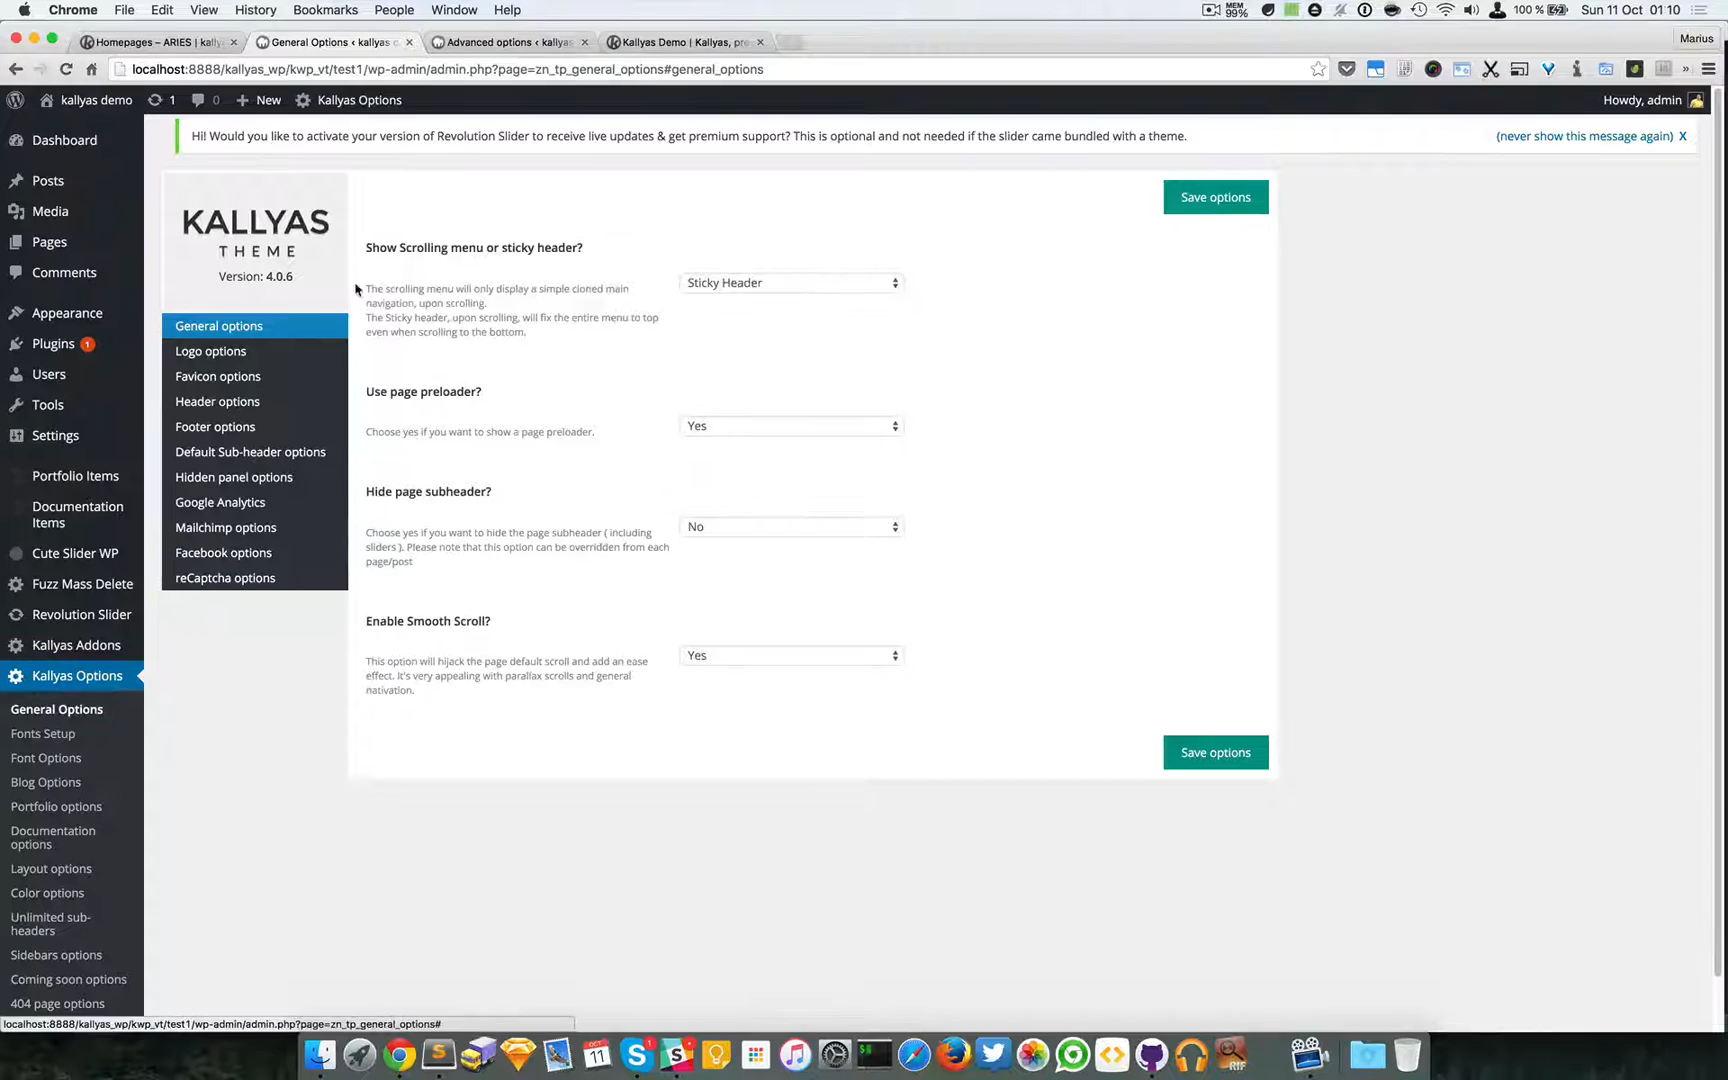 Chrome File Edit View History Bookmarks People Window Help
MEM 99% 100 % Sun 11 Oct 01:10
Homepages – ARIES | kally
General Options ‹ kallyas
Advanced options ‹ kallyas
Kallyas Demo | Kallyas, pre
Marius
localhost:8888/kallyas_wp/kwp_vt/test1/wp-admin/admin.php?page=zn_tp_general_options#general_options
kallyas demo 1 0 New Kallyas Options
Howdy, admin
Hi! Would you like to activate your version of Revolution Slider to receive live updates & get premium support? This is optional and not needed if the slider came bundled with a theme.
(never show this message again) X
Dashboard
Posts
Media
Pages
Comments
Appearance
Plugins 1
Users
Tools
Settings
Portfolio Items
Documentation
Items
Cute Slider WP
Fuzz Mass Delete
Revolution Slider
Kallyas Addons
Kallyas Options
General Options
Fonts Setup
Font Options
Blog Options
Portfolio options
Documentation
options
Layout options
Color options
Unlimited sub-
headers
Sidebars options
Coming soon options
404 page options
KALLYAS
THEME
Version: 4.0.6
General options
Logo options
Favicon options
Header options
Footer options
Default Sub-header options
Hidden panel options
Google Analytics
Mailchimp options
Facebook options
reCaptcha options
Save options
Show Scrolling menu or sticky header?
The scrolling menu will only display a simple cloned main
navigation, upon scrolling.
The Sticky header, upon scrolling, will fix the entire menu to top
even when scrolling to the bottom.
Sticky Header
Use page preloader?
Choose yes if you want to show a page preloader.
Yes
Hide page subheader?
Choose yes if you want to hide the page subheader ( including
sliders ). Please note that this option can be overridden from each
page/post
No
Enable Smooth Scroll?
This option will hijack the page default scroll and add an ease
effect. It's very appealing with parallax scrolls and general
nativation.
Yes
Save options
localhost:8888/kallyas_wp/kwp_vt/test1/wp-admin/admin.php?page=zn_tp_general_options#
OCT
11
RIF